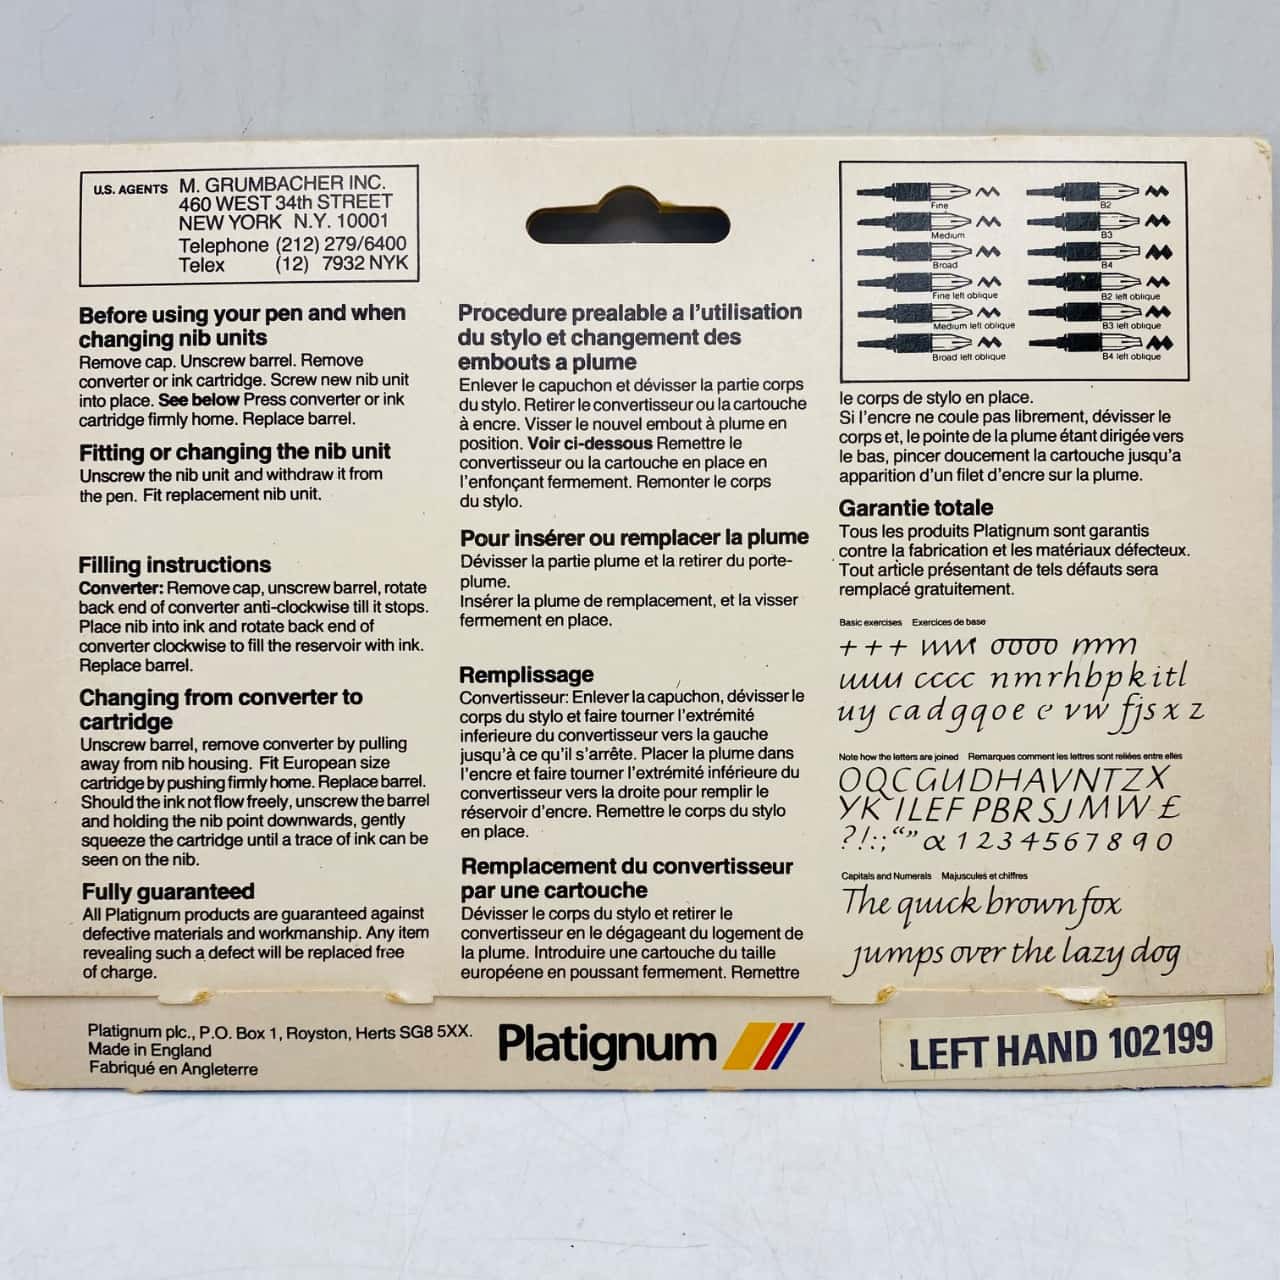 U.S. AGENTS M. GRUMBACHER INC.
460 WEST 34th STREET
NEW YORK N.Y. 10001
Telephone (212) 279/6400
Telex (12) 7932 NYK
Before using your pen and when
changing nib units
Remove cap. Unscrew barrel. Remove
converter or ink cartridge. Screw new nib unit
into place. See below Press converter or ink
cartridge firmly home. Replace barrel.
Fitting or changing the nib unit
Unscrew the nib unit and withdraw it from
the pen. Fit replacement nib unit.
Filling instructions
Converter: Remove cap, unscrew barrel, rotate
back end of converter anti-clockwise till it stops.
Place nib into ink and rotate back end of
converter clockwise to fill the reservoir with ink.
Replace barrel.
Changing from converter to
cartridge
Unscrew barrel, remove converter by pulling
away from nib housing. Fit European size
cartridge by pushing firmly home. Replace barrel.
Should the ink not flow freely, unscrew the barrel
and holding the nib point downwards, gently
squeeze the cartridge until a trace of ink can be
seen on the nib.
Fully guaranteed
All Platignum products are guaranteed against
defective materials and workmanship. Any item
revealing such a defect will be replaced free
of charge.
Procedure prealable a l'utilisation
du stylo et changement des
embouts a plume
Enlever le capuchon et dévisser la partie corps
du stylo. Retirer le convertisseur ou la cartouche
à encre. Visser le nouvel embout à plume en
position. Voir ci-dessous Remettre le
convertisseur ou la cartouche en place en
l'enfonçant fermement. Remonter le corps
du stylo.
Pour insérer ou remplacer la plume
Dévisser la partie plume et la retirer du porte-
plume.
Insérer la plume de remplacement, et la visser
fermement en place.
Remplissage
Convertisseur: Enlever la capuchon, dévisser le
corps du stylo et faire tourner l'extrémité
inferieure du convertisseur vers la gauche
jusqu'à ce qu'il s'arrête. Placer la plume dans
l'encre et faire tourner l'extrémité inférieure du
convertisseur vers la droite pour remplir le
réservoir d'encre. Remettre le corps du stylo
en place.
Remplacement du convertisseur
par une cartouche
Dévisser le corps du stylo et retirer le
convertisseur en le dégageant du logement de
la plume. Introduire une cartouche du taille
européene en poussant fermement. Remettre
Fine B2
Medium B3
Broad B4
Fine left oblique B2 left oblique
Medium left oblique B3 left oblique
Broad left oblique B4 left oblique
le corps de stylo en place.
Si l'encre ne coule pas librement, dévisser le
corps et, le pointe de la plume étant dirigée vers
le bas, pincer doucement la cartouche jusqu'a
apparition d'un filet d'encre sur la plume.
Garantie totale
Tous les produits Platignum sont garantis
contre la fabrication et les matériaux défecteux.
Tout article présentant de tels défauts sera
remplacé gratuitement.
Basic exercises Exercices de base
+++ oooo mm
cccc nmrhbpkitl
uy cadgqoe e vw fjsxz
Note how the letters are joined Remarques comment les lettres sont reliées entre elles
OQCGUDHAVNTZX
YKILEFPBRSJMW£
?!:;“” α 1234567890
Capitals and Numerals Majuscules et chiffres
The quick brown fox
jumps over the lazy dog
Platignum plc., P.O. Box 1, Royston, Herts SG8 5XX.
Made in England
Fabriqué en Angleterre
Platignum
LEFT HAND 102199